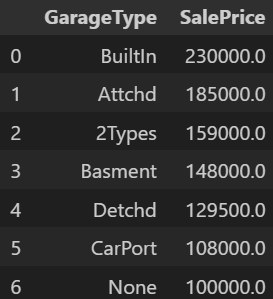 GarageType SalePrice
0 BuiltIn 230000.0
1 Attchd 185000.0
2 2Types 159000.0
3 Basment 148000.0
4 Detchd 129500.0
5 CarPort 108000.0
6 None 100000.0